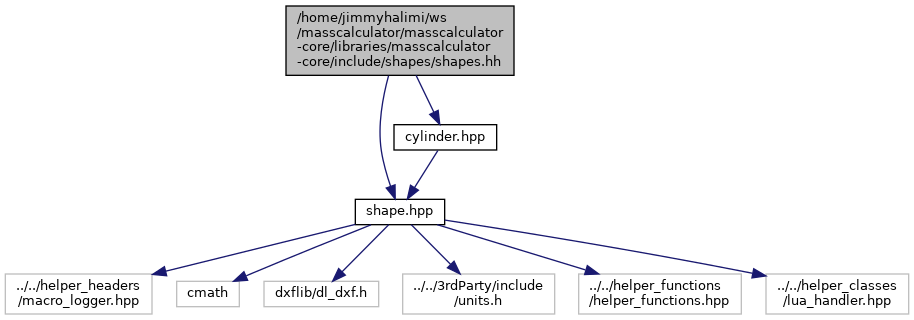 /home/jimmyhalimi/ws
/masscalculator/masscalculator
-core/libraries/masscalculator
-core/include/shapes/shapes.hh
cylinder.hpp
shape.hpp
../../helper_headers
/macro_logger.hpp
cmath
dxflib/dl_dxf.h
../../3rdParty/include
/units.h
../../helper_functions
/helper_functions.hpp
../../helper_classes
/lua_handler.hpp